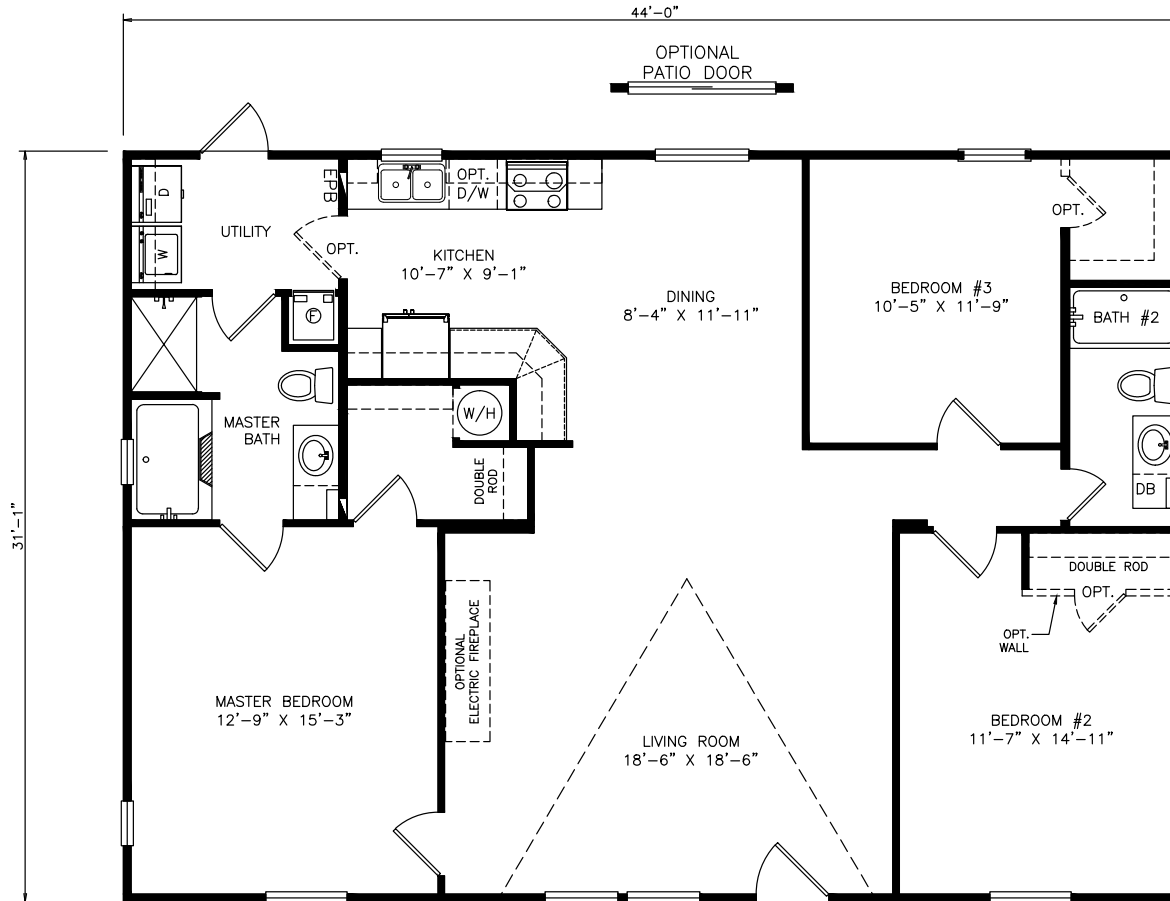 44'-0"
OPTIONAL
PATIO DOOR
31'-1"
D
W
UTILITY
EPB
OPT.
OPT.
D/W
KITCHEN
10'-7" X 9'-1"
DINING
8'-4" X 11'-11"
BEDROOM #3
10'-5" X 11'-9"
OPT.
BATH #2
F
MASTER
BATH
W/H
DOUBLE
ROD
DB
DOUBLE ROD
OPT.
OPT.
WALL
OPTIONAL
ELECTRIC FIREPLACE
MASTER BEDROOM
12'-9" X 15'-3"
LIVING ROOM
18'-6" X 18'-6"
BEDROOM #2
11'-7" X 14'-11"